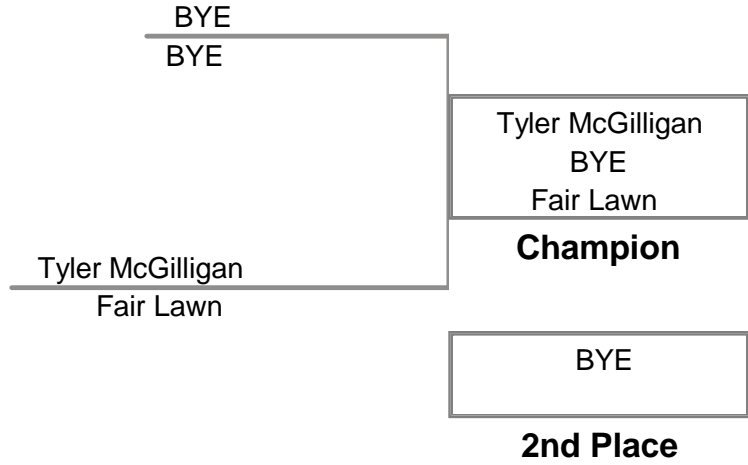 BYE
BYE
Tyler McGilligan
BYE
Fair Lawn
Champion
Tyler McGilligan
Fair Lawn
BYE
2nd Place